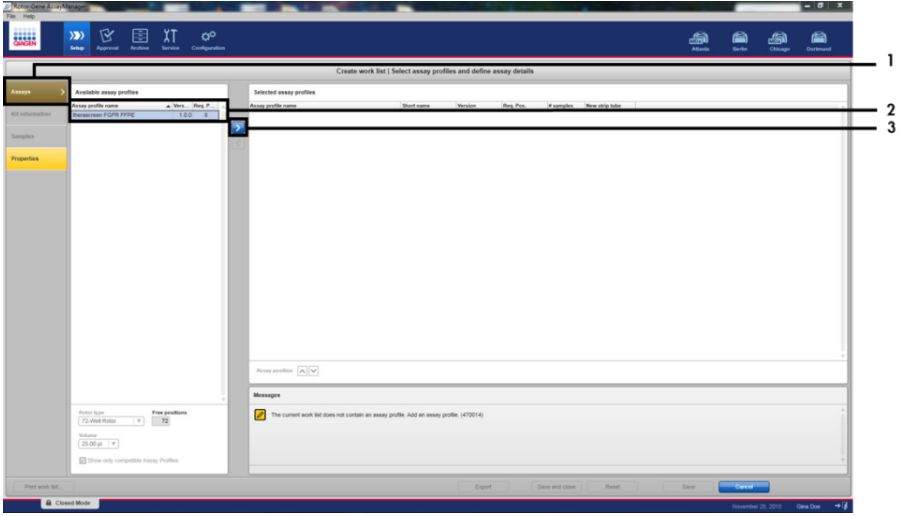 Rotor-Gene AssayManager
File Help
QIAGEN
Setup Approval Archive Service Configuration
Atlanta Berlin Chicago Dortmund
Create work list | Select assay profiles and define assay details
1
Assays
Available assay profiles
Selected assay profiles
Assay profile name Vers... Req. P...
Assay profile name Short name Version Req. Pos. # samples New strip tube
2
Kit information
therascreen FGFR FFPE 1.0.0 8
3
Samples
Properties
Assay position
Messages
The current work list does not contain an assay profile. Add an assay profile. (470014)
Rotor type Free positions
72-Well Rotor 72
Volume
25.00 µl
Show only compatible Assay Profiles
Print work list... Export Save and close Reset Save Cancel
Closed Mode
November 28, 2018 Gina Doe